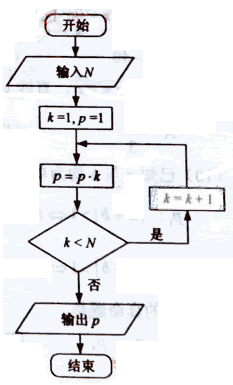 开始
输入N
k=1, p=1
p=p·k
k=k+1
k<N
是
否
输出p
结束